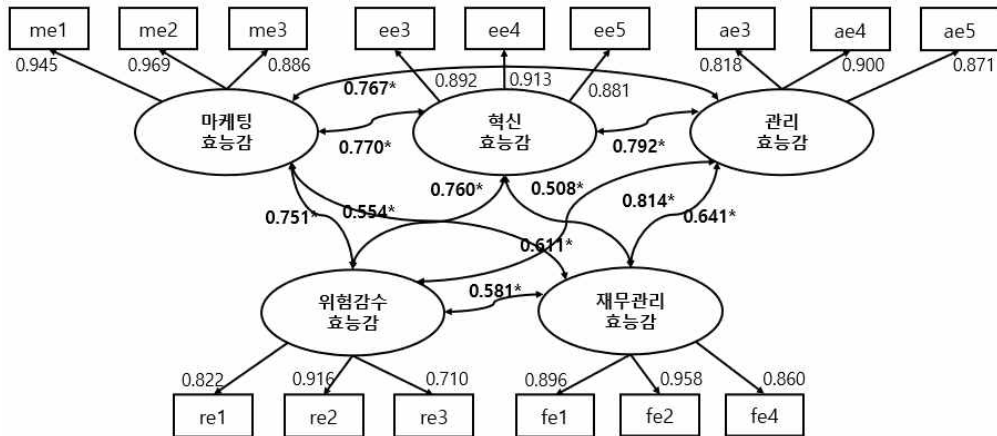 me1 me2 me3 ee3 ee4 ee5 ae3 ae4 ae5
0.945 0.969 0.886 0.892 0.913 0.881 0.818 0.900 0.871
0.767*
마케팅
효능감
혁신
효능감
관리
효능감
0.770* 0.792*
0.760* 0.508*
0.751* 0.554* 0.814* 0.641*
0.611*
위험감수
효능감
0.581*
재무관리
효능감
0.822 0.916 0.710 0.896 0.958 0.860
re1 re2 re3 fe1 fe2 fe4